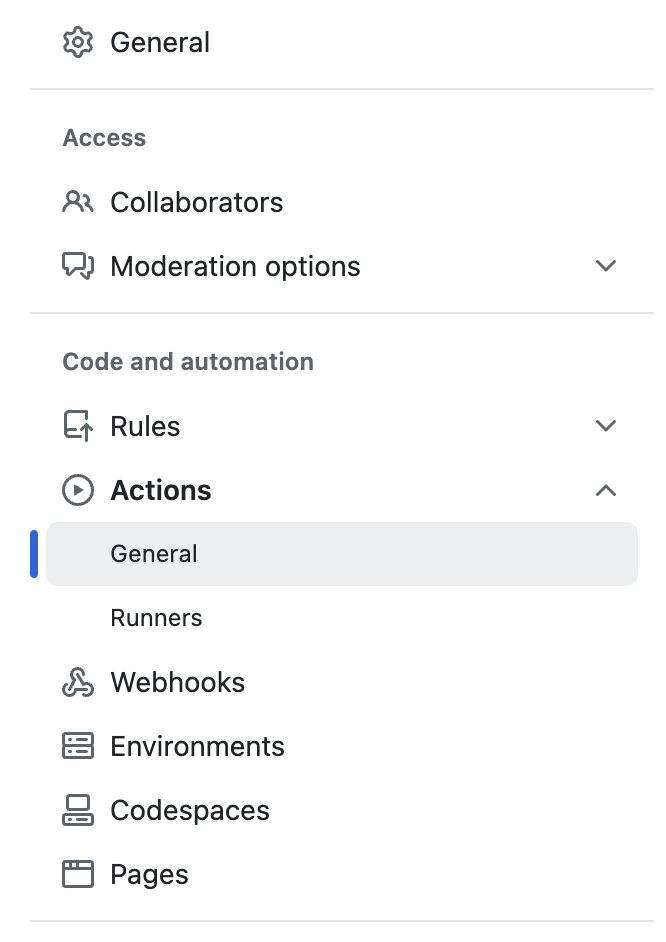 General
Access
Collaborators
Moderation options
Code and automation
Rules
Actions
General
Runners
Webhooks
Environments
Codespaces
Pages